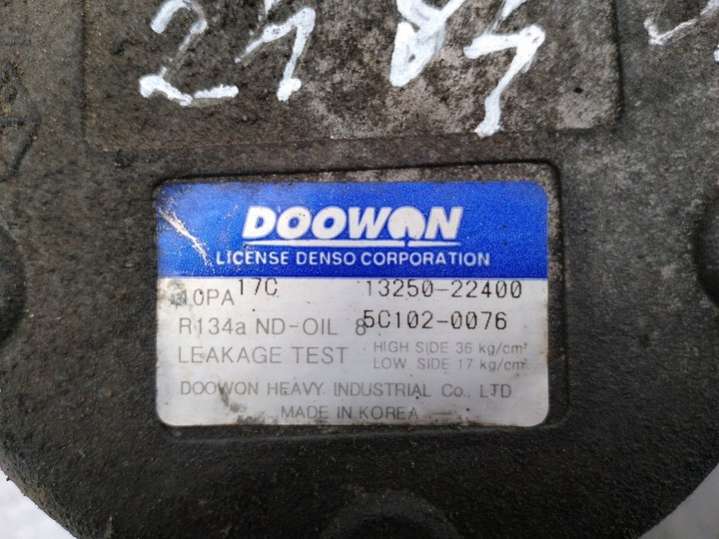 DOOWON
LICENSE DENSO CORPORATION
10PA 17C 13250-22400
R134a ND-OIL 8 5C102-0076
LEAKAGE TEST HIGH SIDE 36 kg/cm²
LOW SIDE 17 kg/cm²
DOOWON HEAVY INDUSTRIAL Co., LTD
MADE IN KOREA